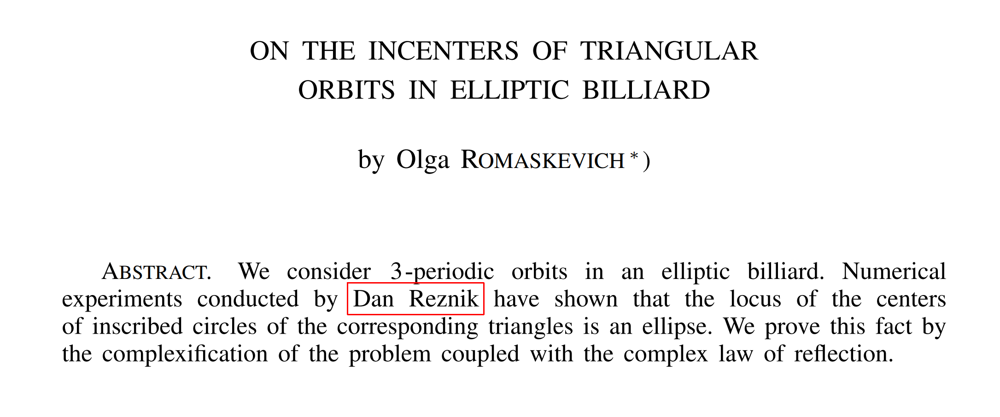 ON THE INCENTERS OF TRIANGULAR
ORBITS IN ELLIPTIC BILLIARD
by Olga ROMASKEVICH *)
ABSTRACT. We consider 3-periodic orbits in an elliptic billiard. Numerical
experiments conducted by Dan Reznik have shown that the locus of the centers
of inscribed circles of the corresponding triangles is an ellipse. We prove this fact by
the complexification of the problem coupled with the complex law of reflection.